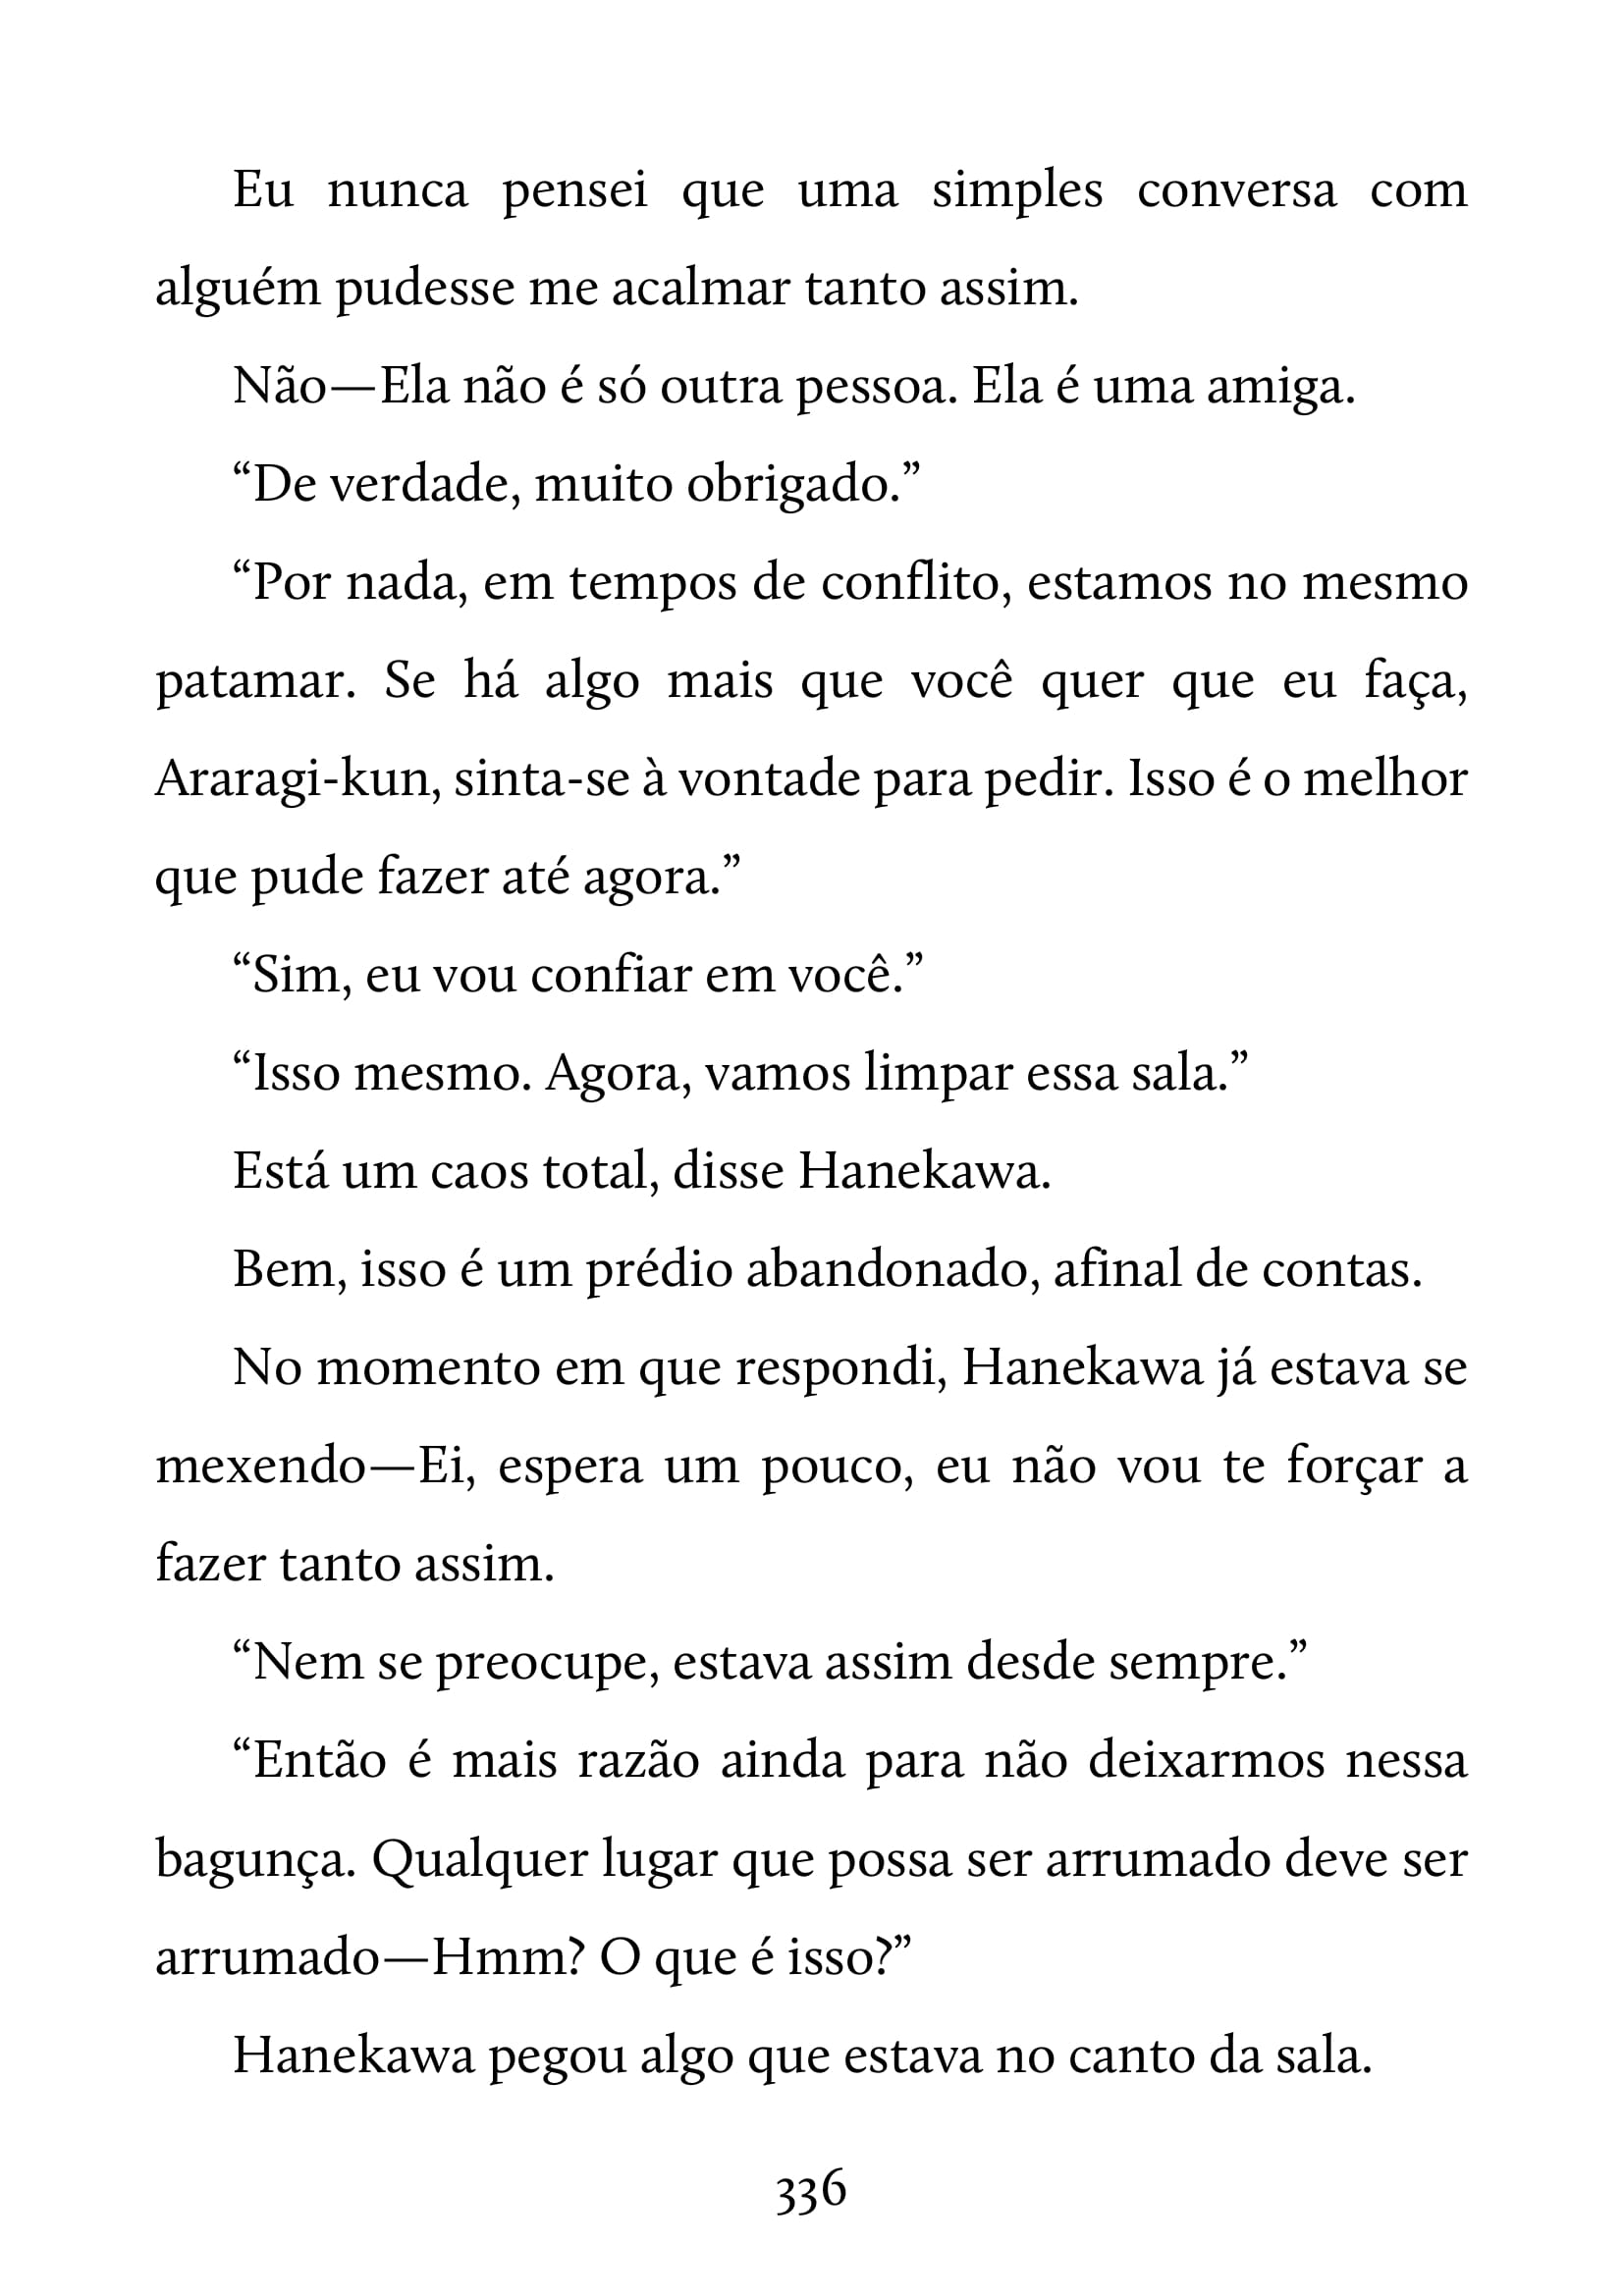 Eu nunca pensei que uma simples conversa com
alguém pudesse me acalmar tanto assim.
Não—Ela não é só outra pessoa. Ela é uma amiga.
“De verdade, muito obrigado.”
“Por nada, em tempos de conflito, estamos no mesmo
patamar. Se há algo mais que você quer que eu faça,
Araragi-kun, sinta-se à vontade para pedir. Isso é o melhor
que pude fazer até agora.”
“Sim, eu vou confiar em você.”
“Isso mesmo. Agora, vamos limpar essa sala.”
Está um caos total, disse Hanekawa.
Bem, isso é um prédio abandonado, afinal de contas.
No momento em que respondi, Hanekawa já estava se
mexendo—Ei, espera um pouco, eu não vou te forçar a
fazer tanto assim.
“Nem se preocupe, estava assim desde sempre.”
“Então é mais razão ainda para não deixarmos nessa
bagunça. Qualquer lugar que possa ser arrumado deve ser
arrumado—Hmm? O que é isso?”
Hanekawa pegou algo que estava no canto da sala.
336